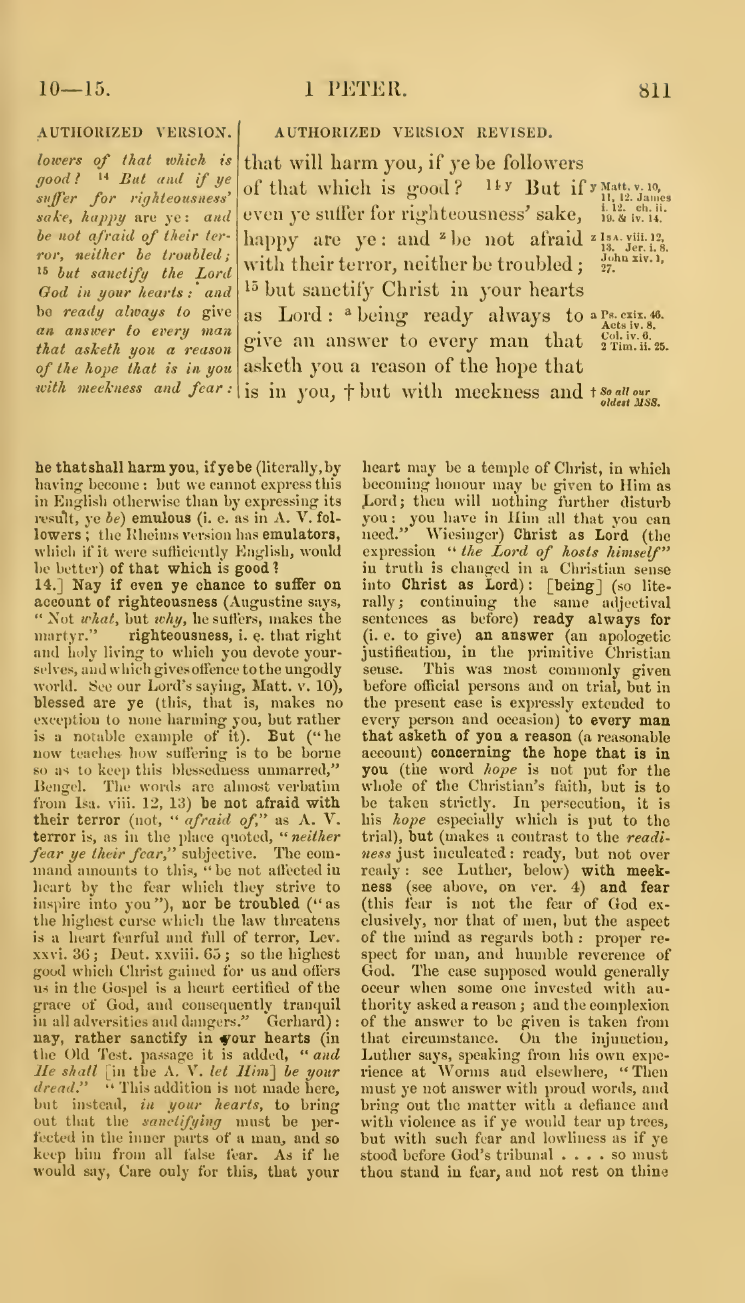 10—15.
1 PETER.
811
AUTHORIZED VERSION.
lowers of that which is
good? 14 But and if ye
suffer for righteousness'
sake, happy are ye: and
be not afraid of their ter-
ror, neither be troubled;
15 but sanctify the Lord
God in your hearts: and
be ready always to give
an answer to every man
that asketh you a reason
of the hope that is in you
with meekness and fear:
AUTHORIZED VERSION REVISED.
that will harm you, if ye be followers
of that which is good? 14 y But if
even ye suffer for righteousness' sake,
happy are ye: and z be not afraid
with their terror, neither be troubled;
15 but sanctify Christ in your hearts
as Lord: a being ready always to
give an answer to every man that
asketh you a reason of the hope that
is in you, † but with meekness and
y Matt. v. 10,
11, 12. James
i. 12. ch. ii.
19. & iv. 14.
z Isa. viii. 12,
13. Jer. i. 8.
John xiv. 1,
27.
a Ps. cxix. 46.
Acts iv. 8.
Col. iv. 6.
2 Tim. ii. 25.
† So all our
oldest MSS.
he that shall harm you, if ye be (literally, by
having become: but we cannot express this
in English otherwise than by expressing its
result, ye be) emulous (i. e. as in A. V. fol-
lowers; the Rheims version has emulators,
which if it were sufficiently English, would
be better) of that which is good?
14.] Nay if even ye chance to suffer on
account of righteousness (Augustine says,
“Not what, but why, he suffers, makes the
martyr.” righteousness, i. e. that right
and holy living to which you devote your-
selves, and which gives offence to the ungodly
world. See our Lord's saying, Matt. v. 10),
blessed are ye (this, that is, makes no
exception to none harming you, but rather
is a notable example of it). But (“he
now teaches how suffering is to be borne
so as to keep this blessedness unmarred,”
Bengel. The words are almost verbatim
from Isa. viii. 12, 13) be not afraid with
their terror (not, “afraid of,” as A. V.
terror is, as in the place quoted, “neither
fear ye their fear,” subjective. The com-
mand amounts to this, “be not affected in
heart by the fear which they strive to
inspire into you”), nor be troubled (“as
the highest curse which the law threatens
is a heart fearful and full of terror, Lev.
xxvi. 36; Deut. xxviii. 65; so the highest
good which Christ gained for us and offers
us in the Gospel is a heart certified of the
grace of God, and consequently tranquil
in all adversities and dangers.” Gerhard):
nay, rather sanctify in your hearts (in
the Old Test. passage it is added, “and
He shall [in the A. V. let Him] be your
dread.” “This addition is not made here,
but instead, in your hearts, to bring
out that the sanctifying must be per-
fected in the inner parts of a man, and so
keep him from all false fear. As if he
would say, Care only for this, that your
heart may be a temple of Christ, in which
becoming honour may be given to Him as
Lord; then will nothing further disturb
you: you have in Him all that you can
need.” Wiesinger) Christ as Lord (the
expression “the Lord of hosts himself”
in truth is changed in a Christian sense
into Christ as Lord): [being] (so lite-
rally; continuing the same adjectival
sentences as before) ready always for
(i. e. to give) an answer (an apologetic
justification, in the primitive Christian
sense. This was most commonly given
before official persons and on trial, but in
the present case is expressly extended to
every person and occasion) to every man
that asketh of you a reason (a reasonable
account) concerning the hope that is in
you (the word hope is not put for the
whole of the Christian's faith, but is to
be taken strictly. In persecution, it is
his hope especially which is put to the
trial), but (makes a contrast to the readi-
ness just inculcated: ready, but not over
ready: see Luther, below) with meek-
ness (see above, on ver. 4) and fear
(this fear is not the fear of God ex-
clusively, nor that of men, but the aspect
of the mind as regards both: proper re-
spect for man, and humble reverence of
God. The case supposed would generally
occur when some one invested with au-
thority asked a reason; and the complexion
of the answer to be given is taken from
that circumstance. On the injunction,
Luther says, speaking from his own expe-
rience at Worms and elsewhere, “Then
must ye not answer with proud words, and
bring out the matter with a defiance and
with violence as if ye would tear up trees,
but with such fear and lowliness as if ye
stood before God's tribunal . . . . so must
thou stand in fear, and not rest on thine